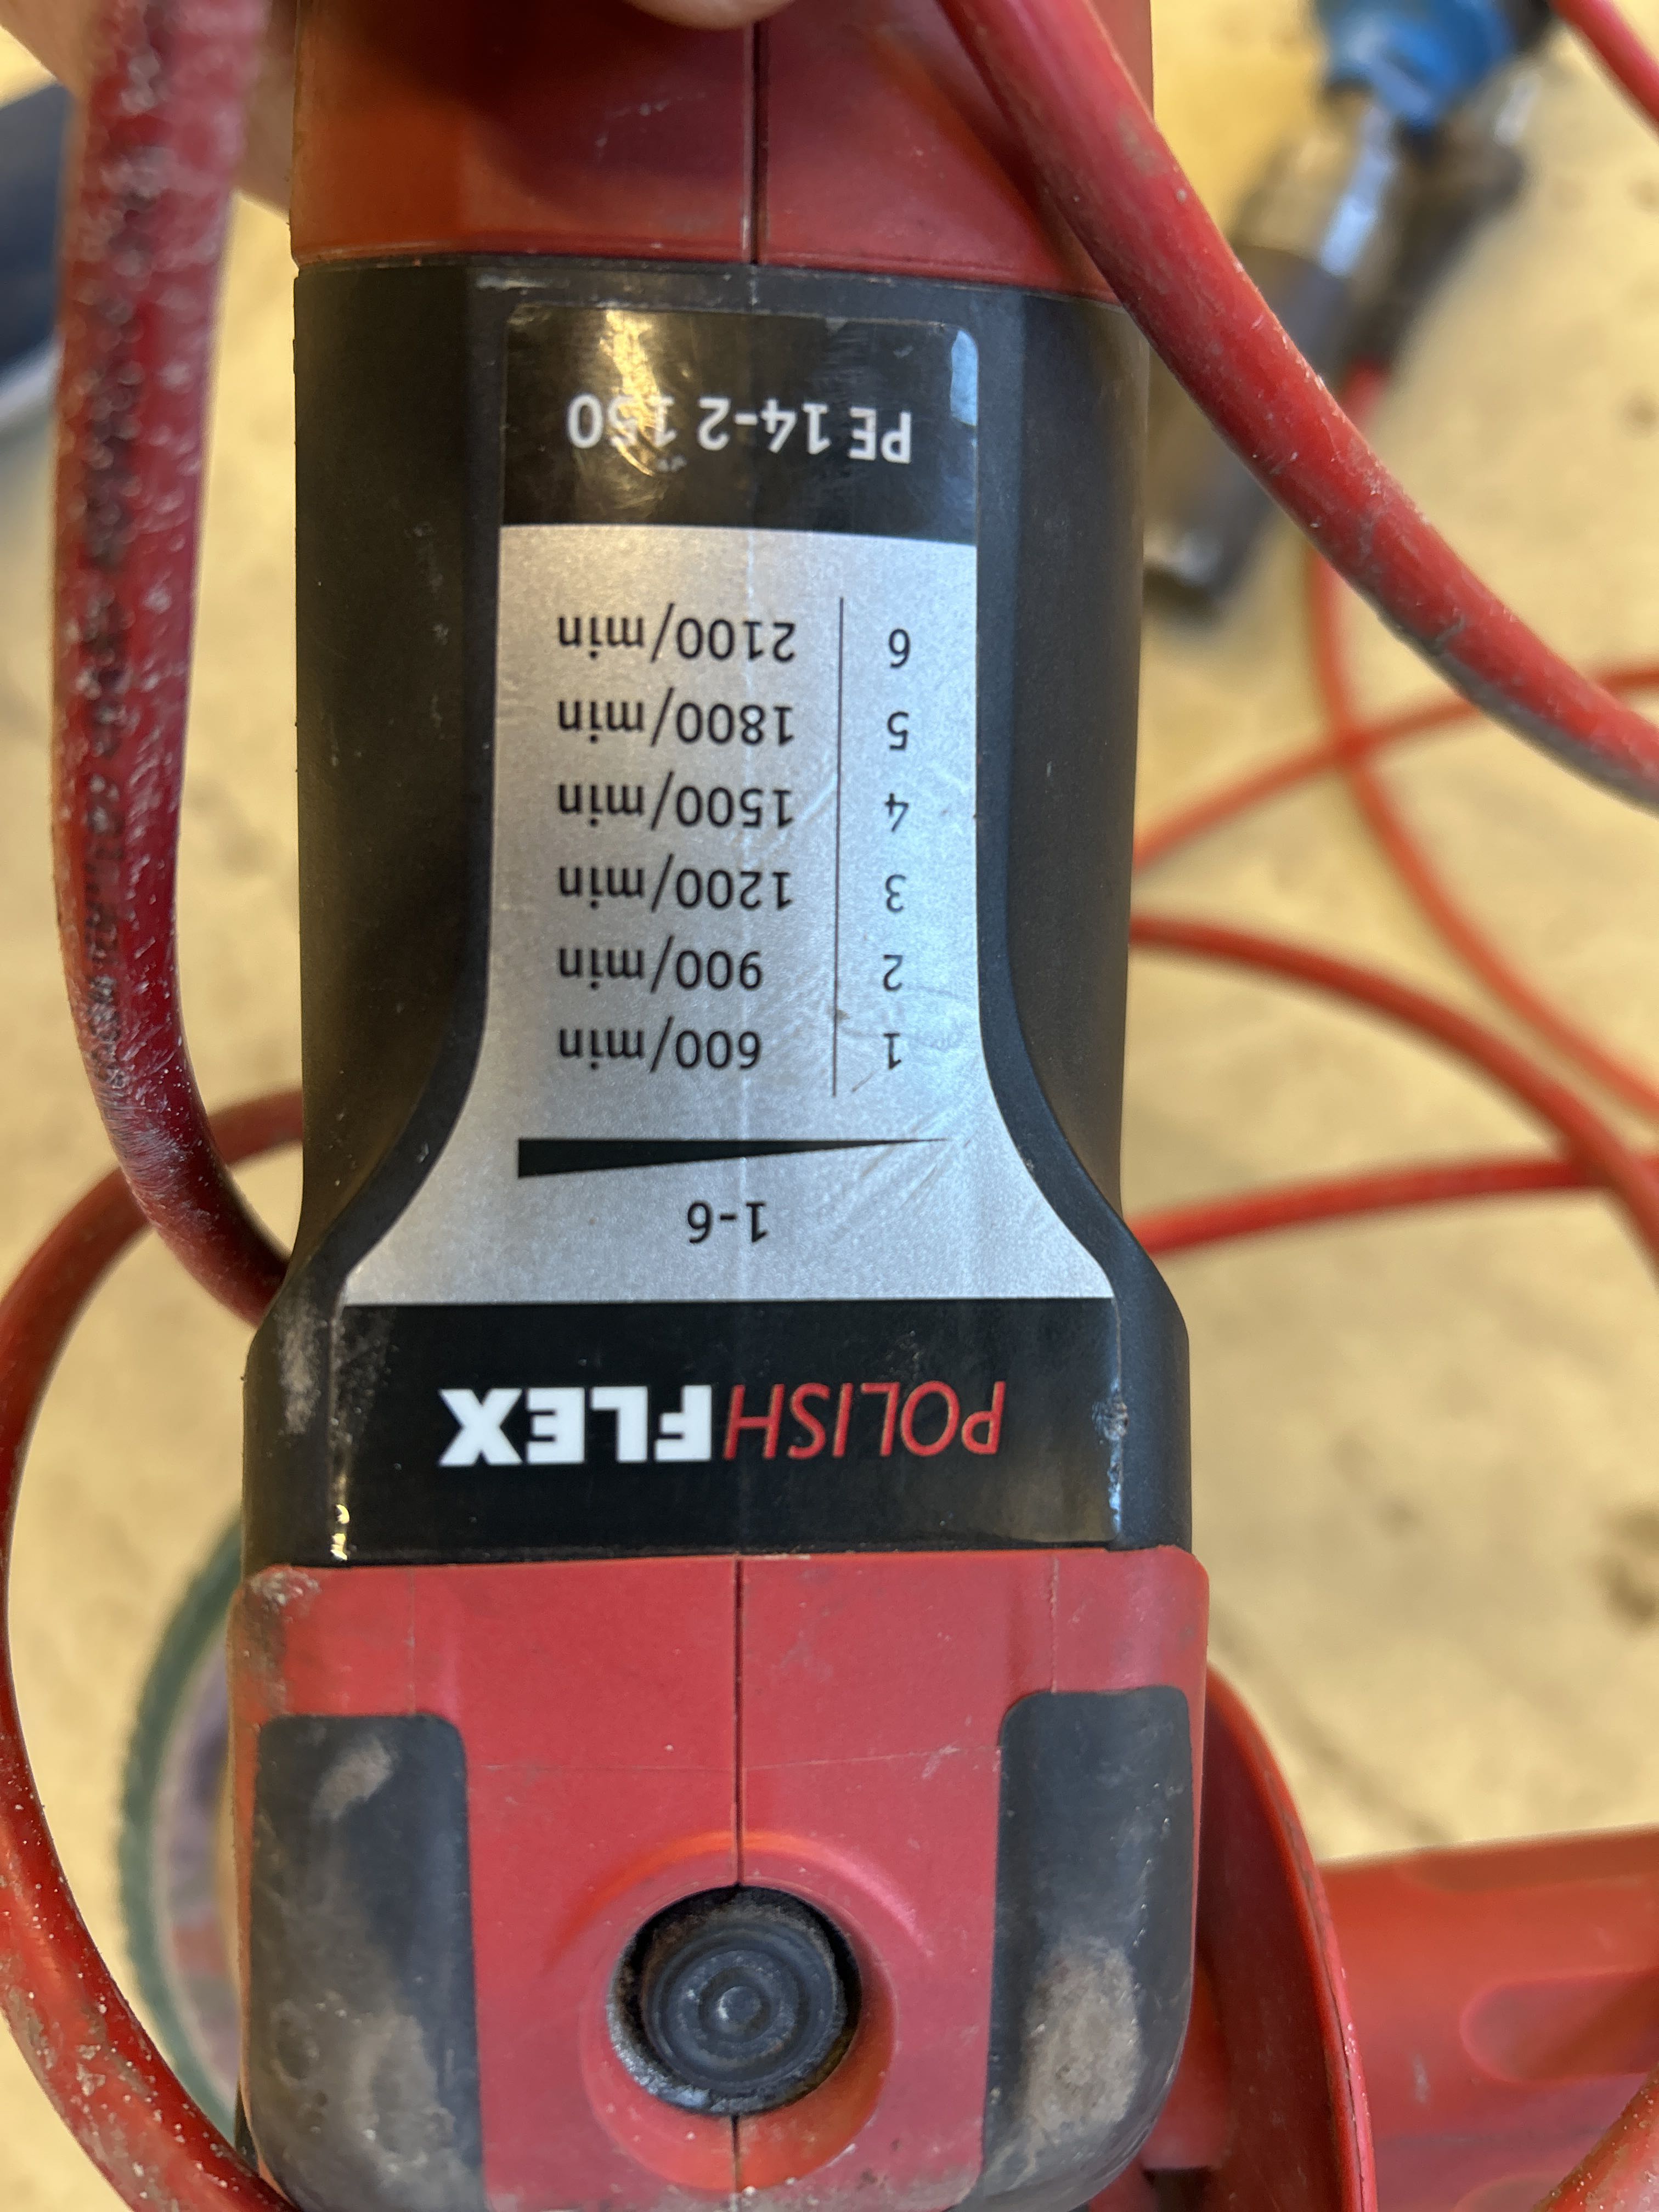 POLISHFLEX
1-6
1 600/min
2 900/min
3 1200/min
4 1500/min
5 1800/min
6 2100/min
PE 14-2 150